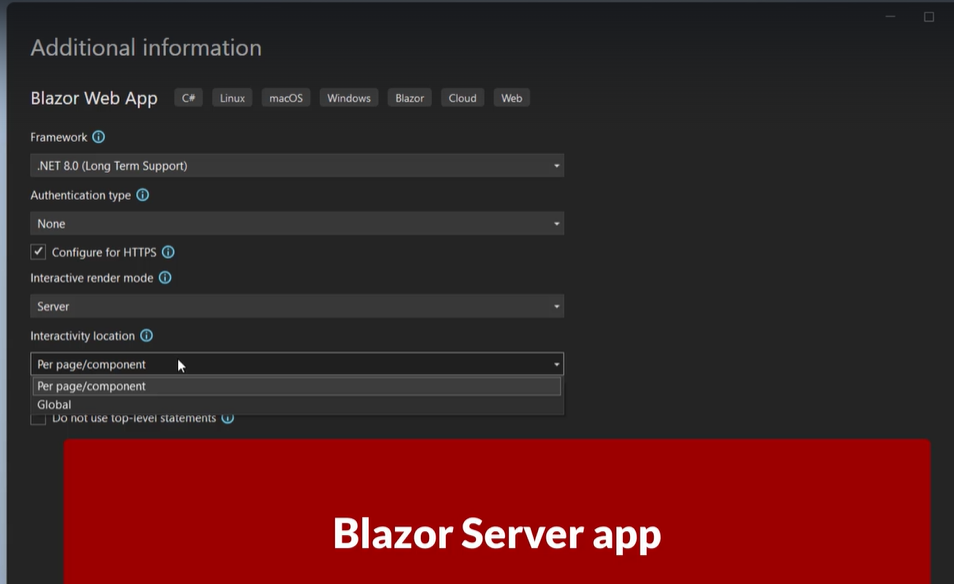 Additional information
Blazor Web App C# Linux macOS Windows Blazor Cloud Web
Framework
.NET 8.0 (Long Term Support)
Authentication type
None
Configure for HTTPS
Interactive render mode
Server
Interactivity location
Per page/component
Per page/component
Global
Do not use top-level statements
Blazor Server app